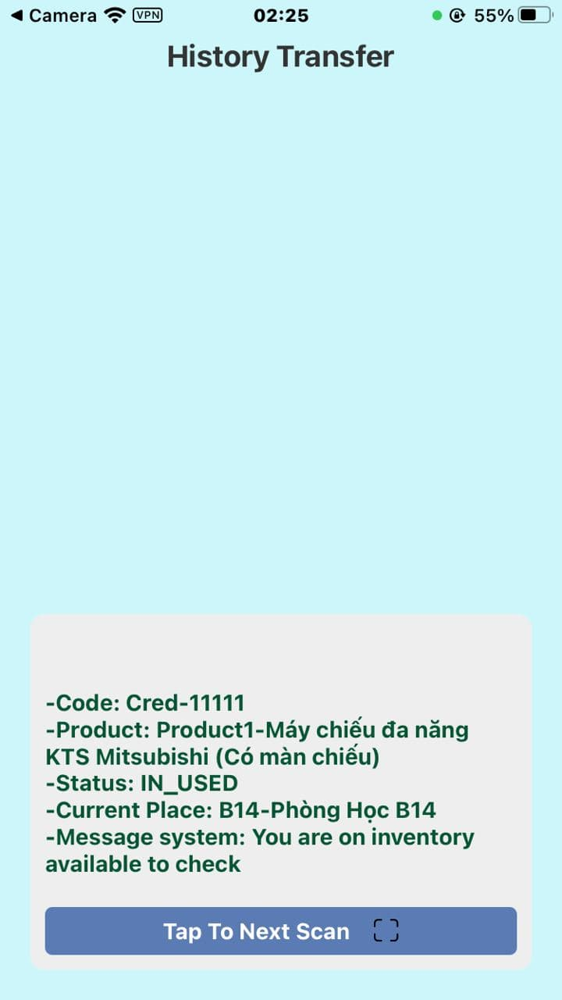 Camera VPN 02:25 55%
History Transfer
-Code: Cred-11111
-Product: Product1-Máy chiếu đa năng
KTS Mitsubishi (Có màn chiếu)
-Status: IN_USED
-Current Place: B14-Phòng Học B14
-Message system: You are on inventory
available to check
Tap To Next Scan